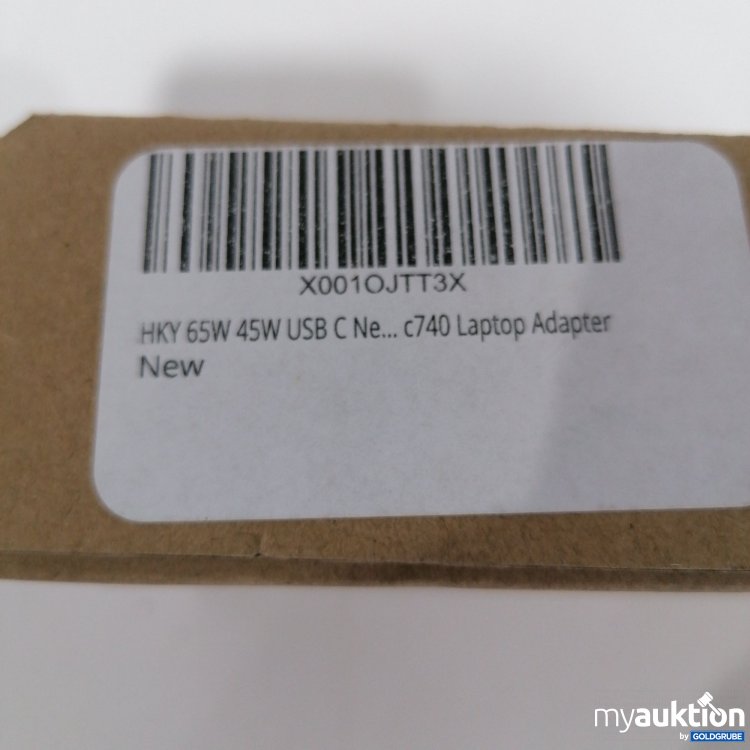 X001OJTT3X
HKY 65W 45W USB C Ne... c740 Laptop Adapter
New
myauktion
by GOLDGRUBE